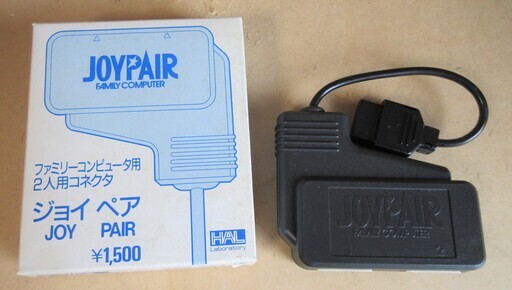 JOYPAIR
FAMILY COMPUTER
ファミリーコンピュータ用
2人用コネクタ
ジョイ ペア
JOY PAIR
¥1,500
HAL
Laboratory
JOYPAIR
FAMILY COMPUTER